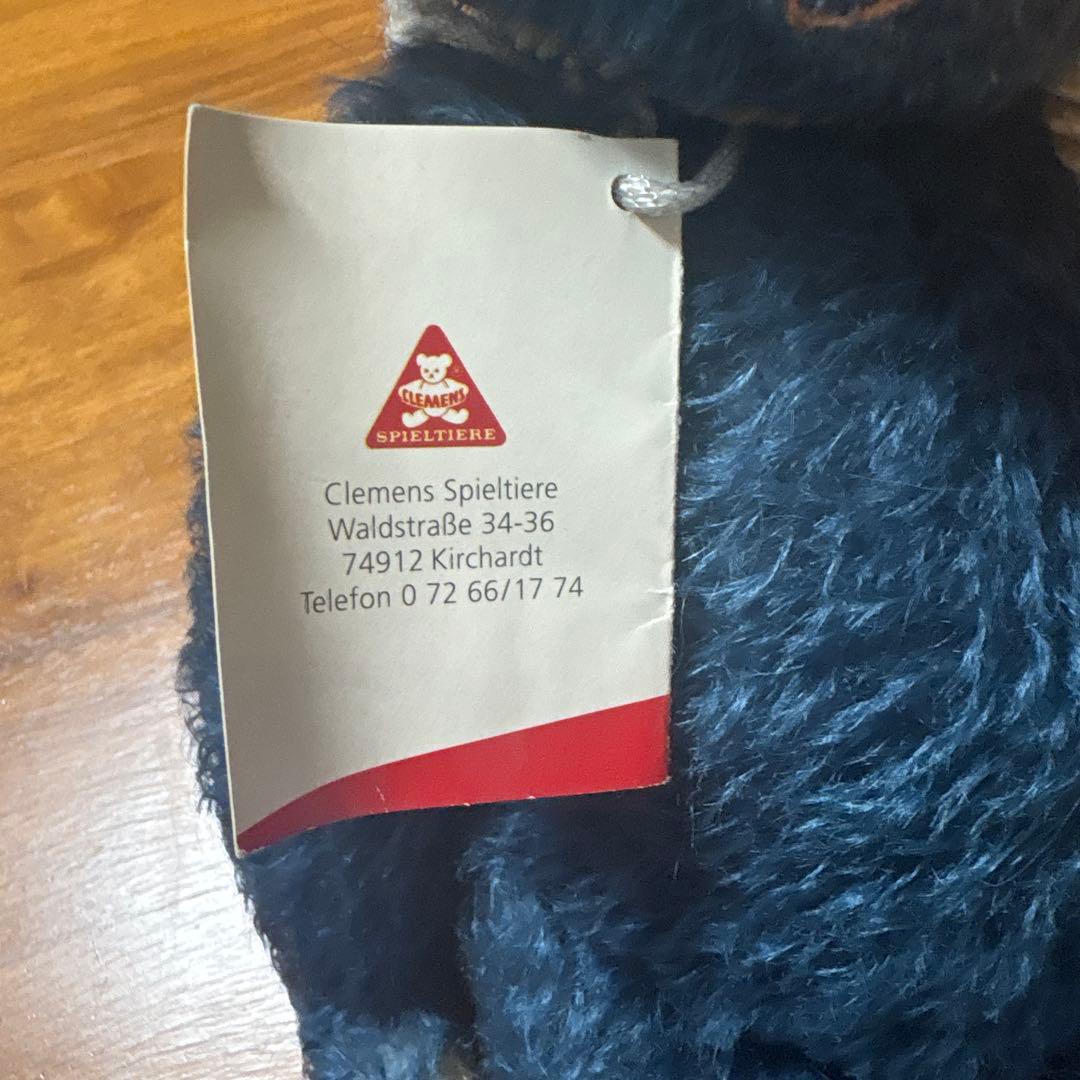 CLEMENS
SPIELTIERE
Clemens Spieltiere
Waldstraße 34-36
74912 Kirchardt
Telefon 0 72 66/17 74